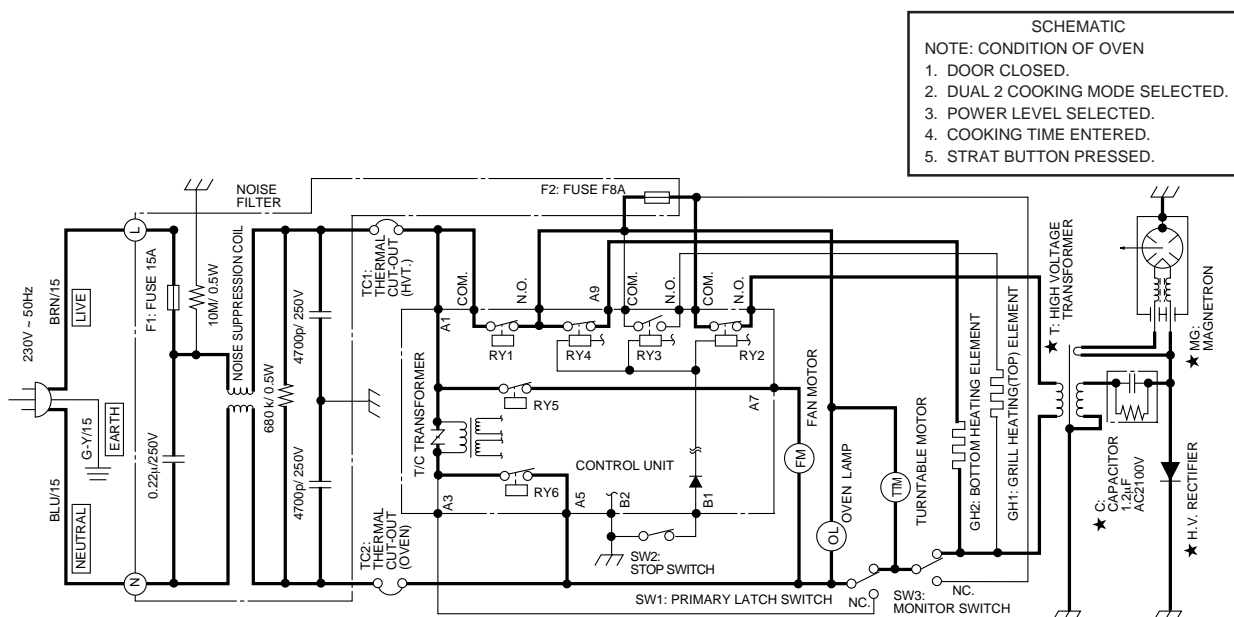 SCHEMATIC
NOTE: CONDITION OF OVEN
1. DOOR CLOSED.
2. DUAL 2 COOKING MODE SELECTED.
3. POWER LEVEL SELECTED.
4. COOKING TIME ENTERED.
5. STRAT BUTTON PRESSED.
230V ~ 50Hz
BRN/15
LIVE
G-Y/15
EARTH
BLU/15
NEUTRAL
L
N
NOISE
FILTER
F1: FUSE 15A
10M/ 0.5W
0.22µ/250V
NOISE SUPPRESSION COIL
680 k/ 0.5W
4700p/ 250V
4700p/ 250V
TC1:
THERMAL
CUT-OUT
(HVT.)
TC2:
THERMAL
CUT-OUT
(OVEN)
F2: FUSE F8A
A1
COM.
N.O.
A9
COM.
N.O.
COM.
N.O.
RY1
RY4
RY3
RY2
RY5
A7
T/C TRANSFORMER
RY6
CONTROL UNIT
A3
A5
B2
B1
SW2:
STOP SWITCH
FAN MOTOR
FM
OVEN LAMP
OL
TURNTABLE MOTOR
TTM
GH2: BOTTOM HEATING ELEMENT
GH1: GRILL HEATING(TOP) ELEMENT
SW1: PRIMARY LATCH SWITCH
NC.
SW3:
MONITOR SWITCH
NC.
★ T: HIGH VOLTAGE
TRANSFORMER
★ MG:
MAGNETRON
★ C:
CAPACITOR
1.2µF
AC2100V
★ H.V. RECTIFIER